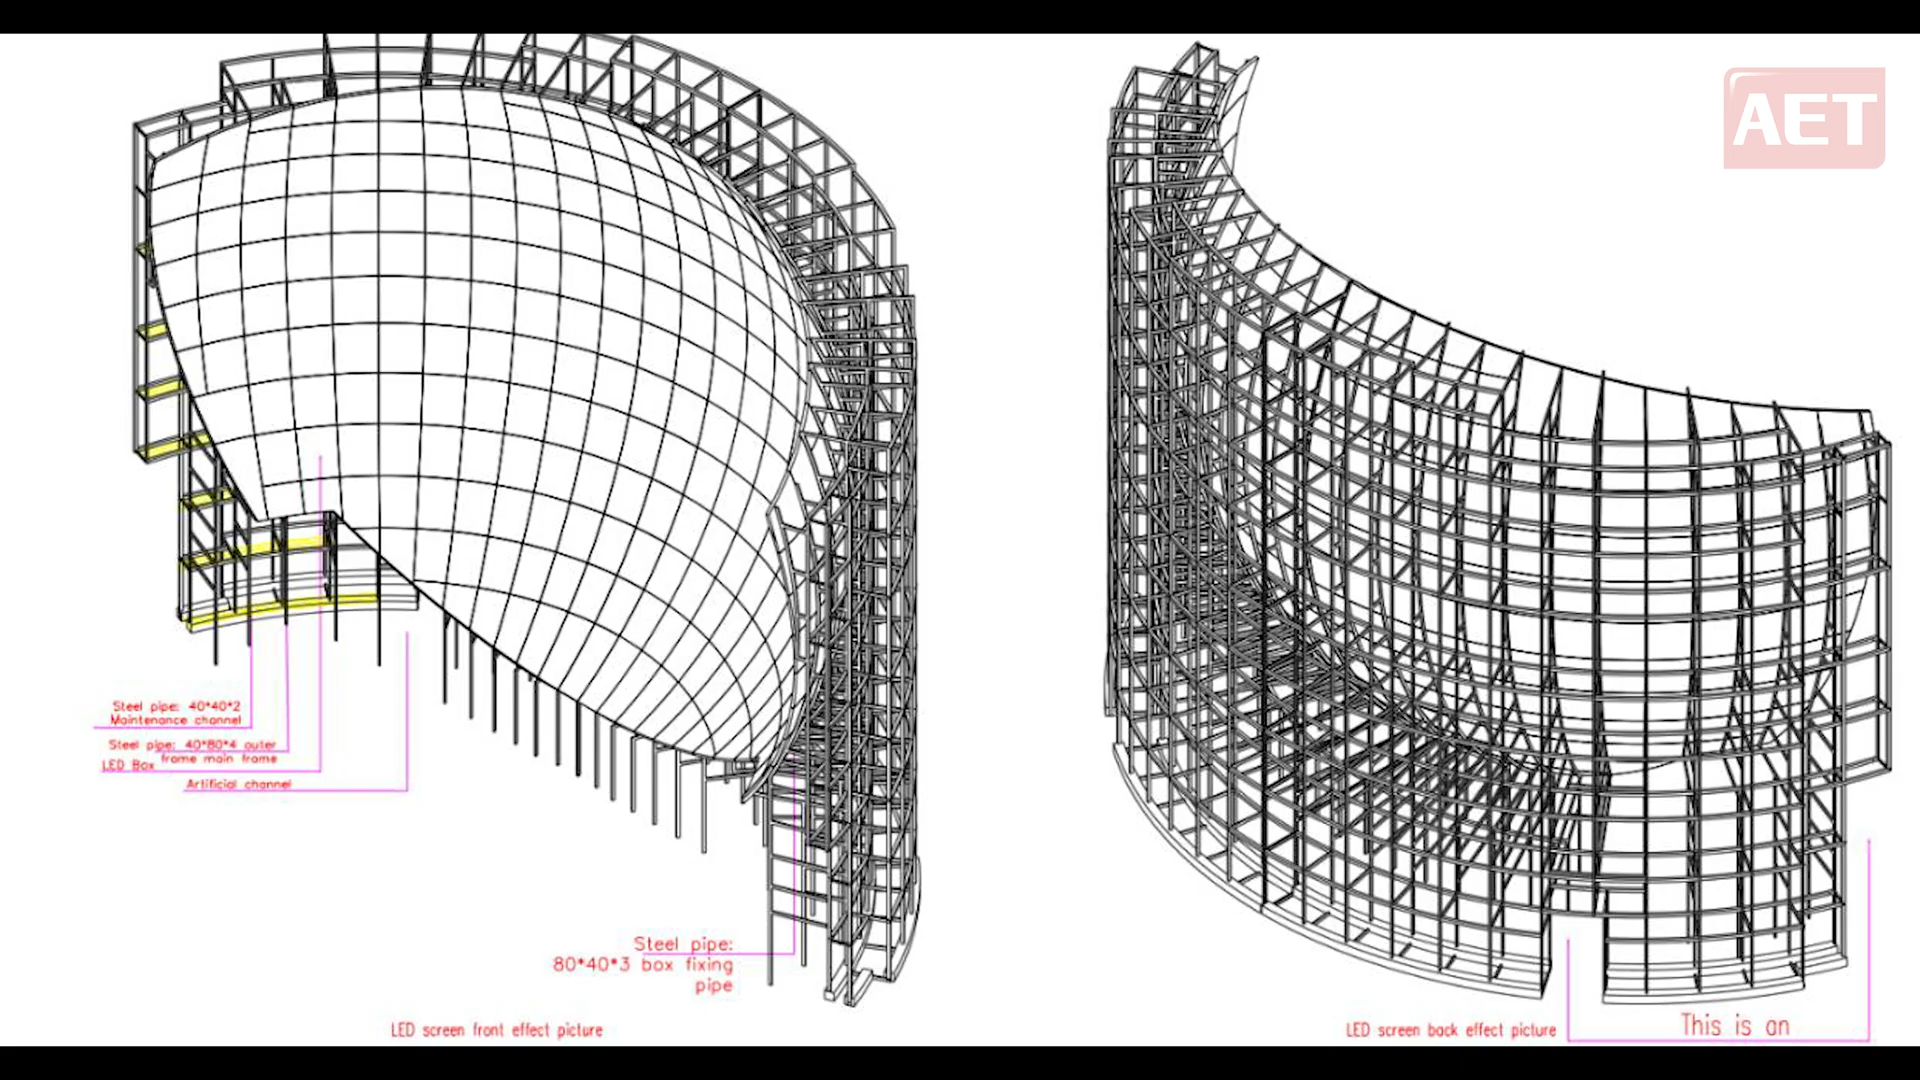 AET
Steel pipe: 40*40*2
Maintenance channel
Steel pipe: 40*80*4 outer
frame main frame
LED Box
Artificial channel
Steel pipe:
80*40*3 box fixing
pipe
LED screen front effect picture
LED screen back effect picture
This is an